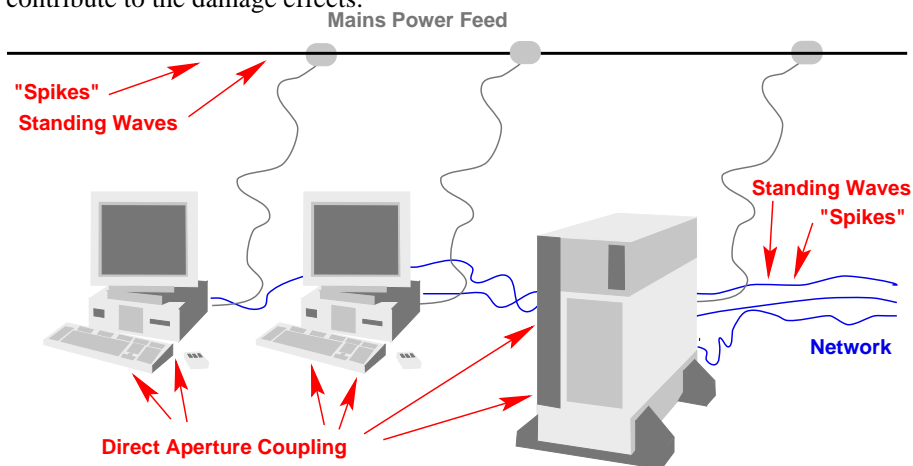 contribute to the damage effects.
Mains Power Feed
"Spikes"
Standing Waves
Standing Waves
"Spikes"
Network
Direct Aperture Coupling